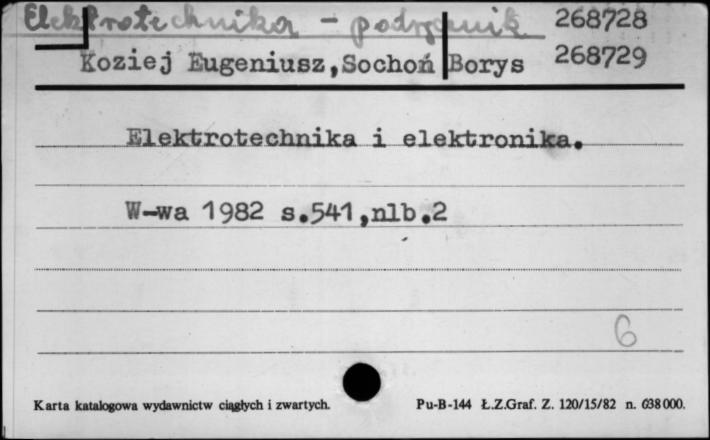 Elektrotechnika - podręcznik 268728
Koziej Eugeniusz,Sochoń Borys 268729
Elektrotechnika i elektronika.
W-wa 1982 s.541,nlb.2
6
Karta katalogowa wydawnictw ciągłych i zwartych. Pu-B-144 Ł.Z.Graf. Z. 120/15/82 n. 638000.